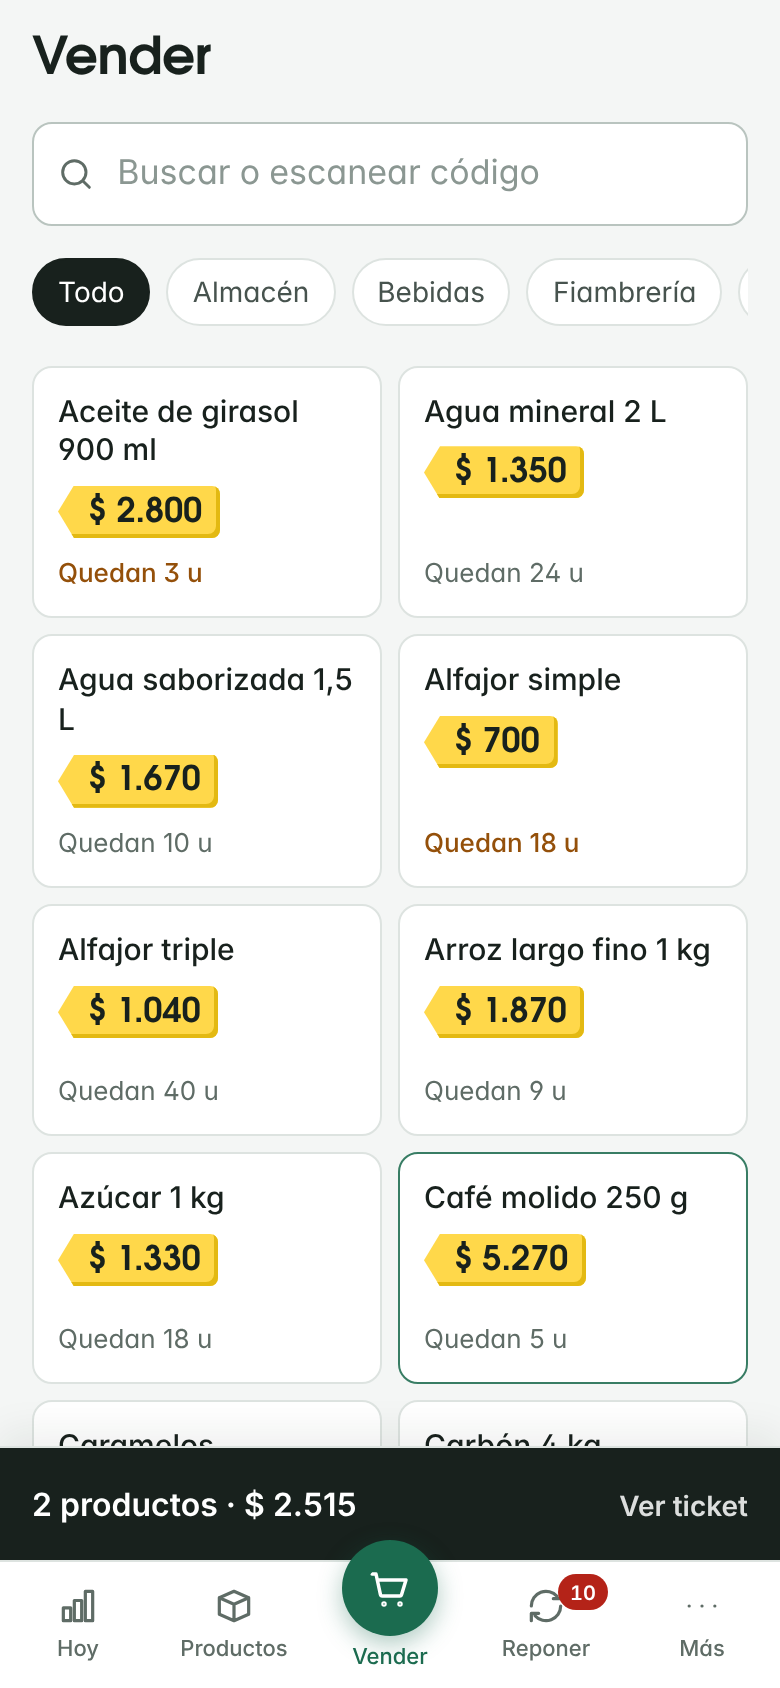 Vender
Buscar o escanear código
Todo
Almacén
Bebidas
Fiambrería
Aceite de girasol
900 ml
$ 2.800
Quedan 3 u
Agua mineral 2 L
$ 1.350
Quedan 24 u
Agua saborizada 1,5
L
$ 1.670
Quedan 10 u
Alfajor simple
$ 700
Quedan 18 u
Alfajor triple
$ 1.040
Quedan 40 u
Arroz largo fino 1 kg
$ 1.870
Quedan 9 u
Azúcar 1 kg
$ 1.330
Quedan 18 u
Café molido 250 g
$ 5.270
Quedan 5 u
Caramelos
Carbón 4 kg
2 productos · $ 2.515
Ver ticket
Hoy
Productos
Vender
10
Reponer
Más